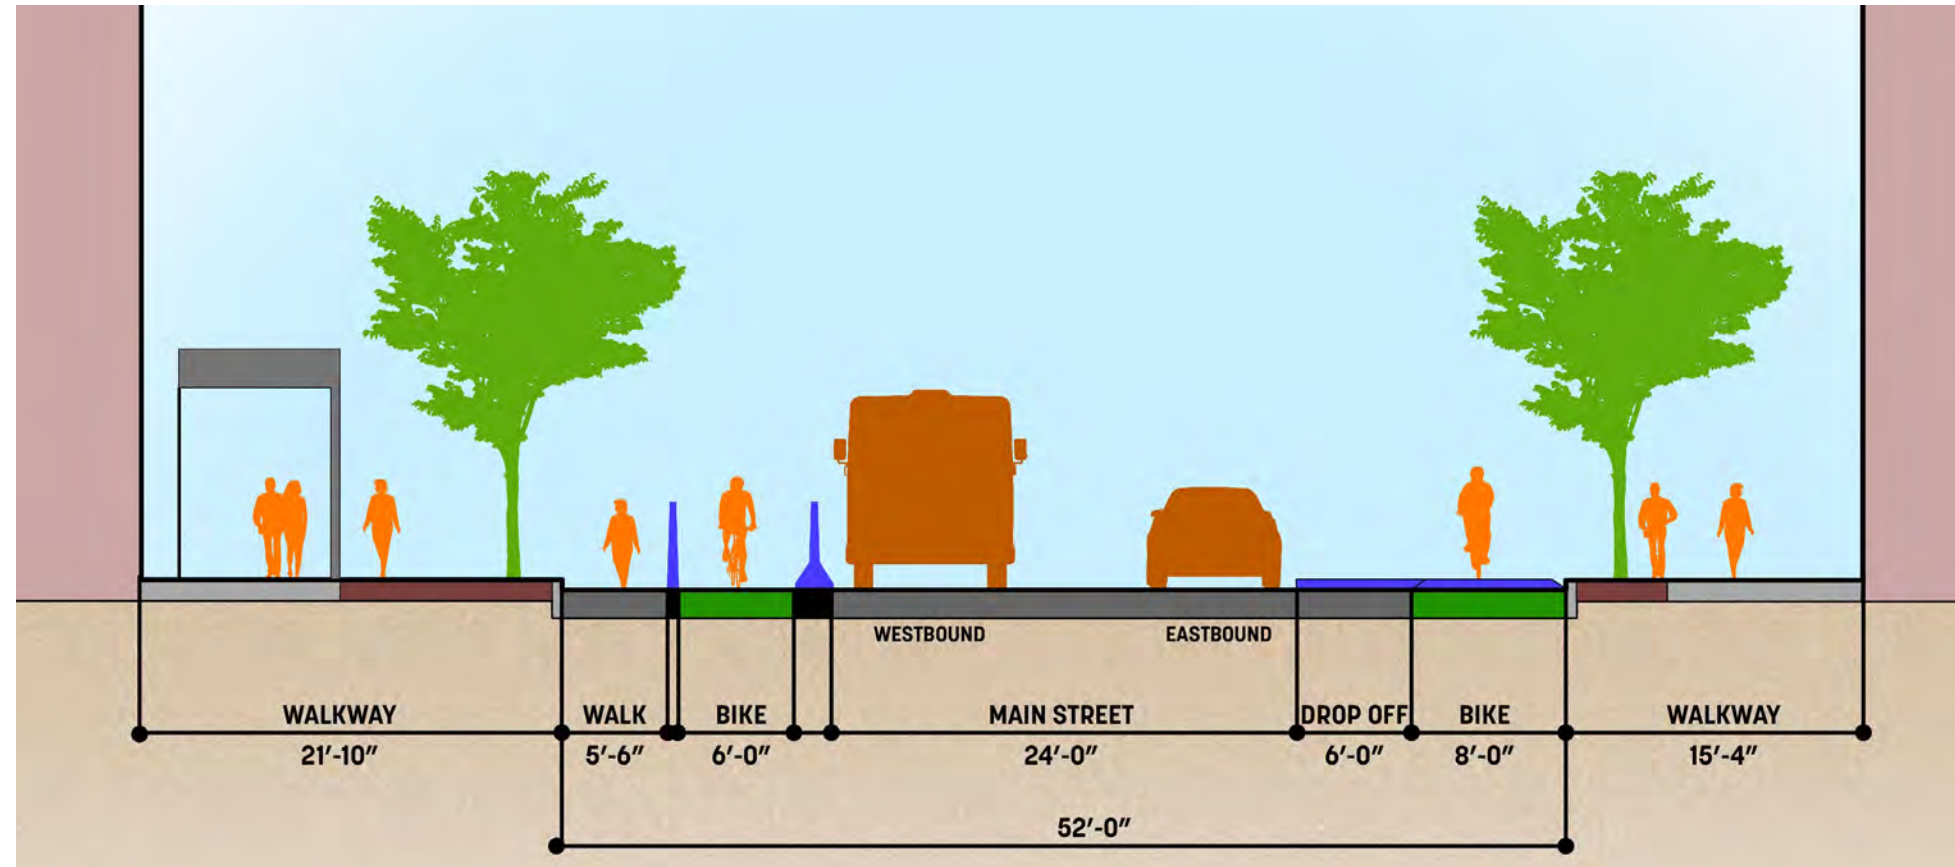 WESTBOUND EASTBOUND
WALKWAY WALK BIKE MAIN STREET DROP OFF BIKE WALKWAY
21'-10" 5'-6" 6'-0" 24'-0" 6'-0" 8'-0" 15'-4"
52'-0"